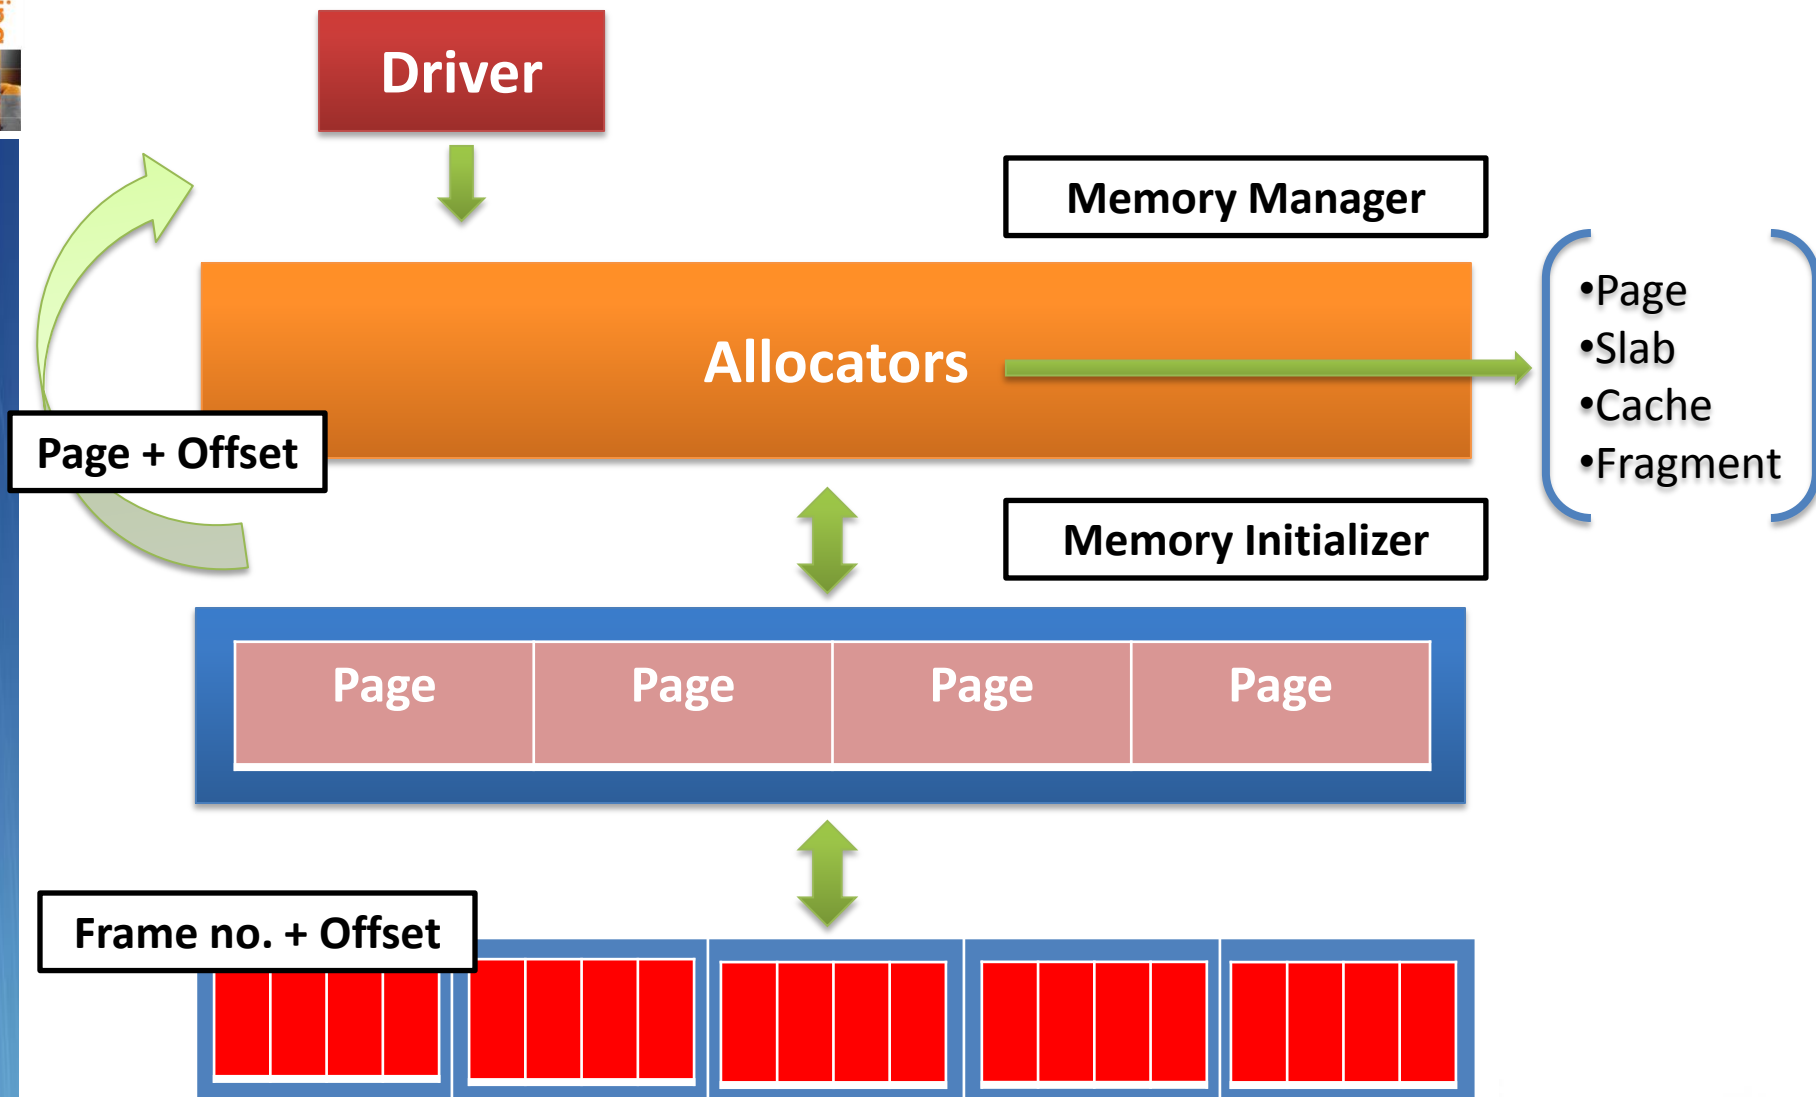 Driver
Memory Manager
Allocators
•Page
•Slab
•Cache
•Fragment
Page + Offset
Memory Initializer
Page Page Page Page
Frame no. + Offset